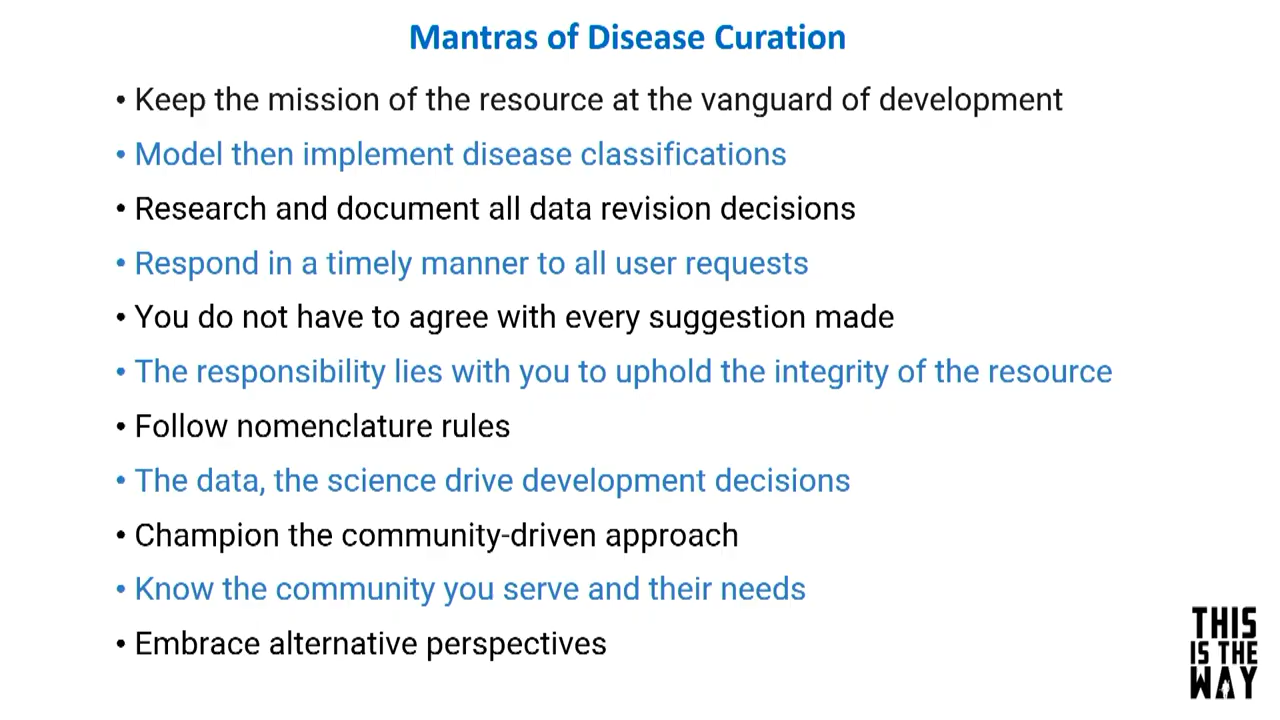 Mantras of Disease Curation
• Keep the mission of the resource at the vanguard of development
• Model then implement disease classifications
• Research and document all data revision decisions
• Respond in a timely manner to all user requests
• You do not have to agree with every suggestion made
• The responsibility lies with you to uphold the integrity of the resource
• Follow nomenclature rules
• The data, the science drive development decisions
• Champion the community-driven approach
• Know the community you serve and their needs
• Embrace alternative perspectives
THIS
IS THE
WAY